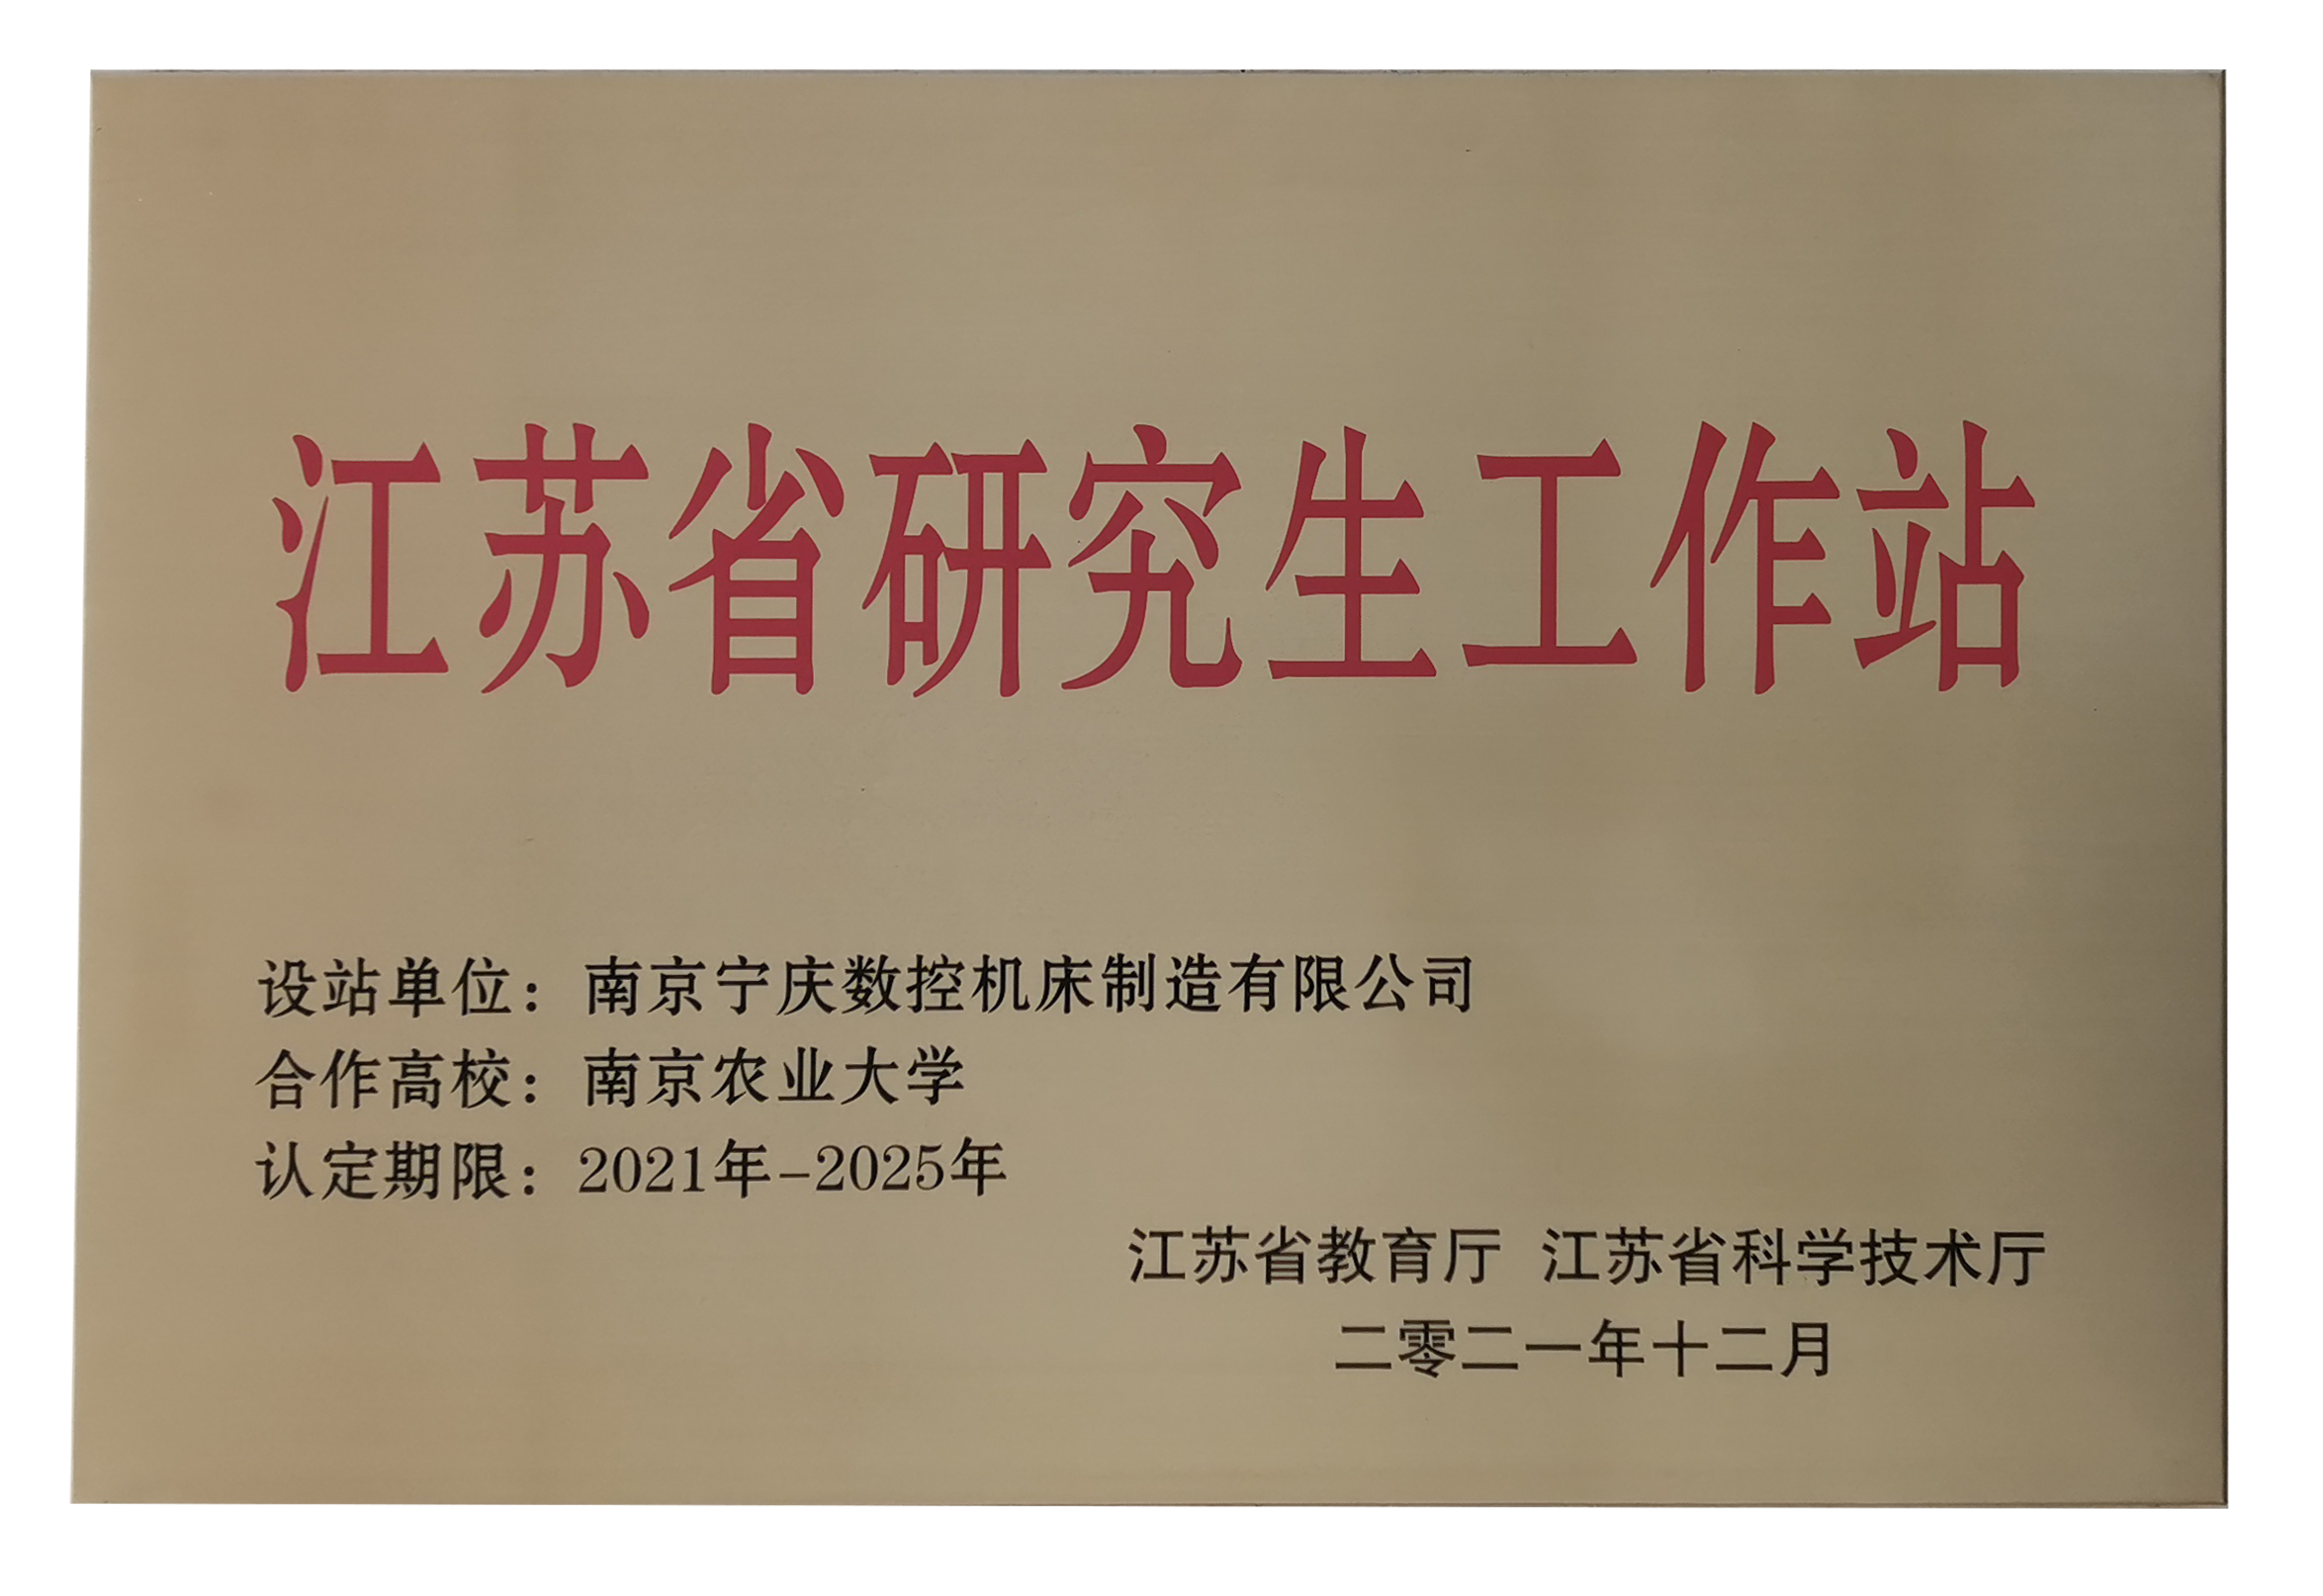 江苏省研究生工作站
设站单位：南京宁庆数控机床制造有限公司
合作高校：南京农业大学
认定期限：2021年-2025年
江苏省教育厅 江苏省科学技术厅
二零二一年十二月